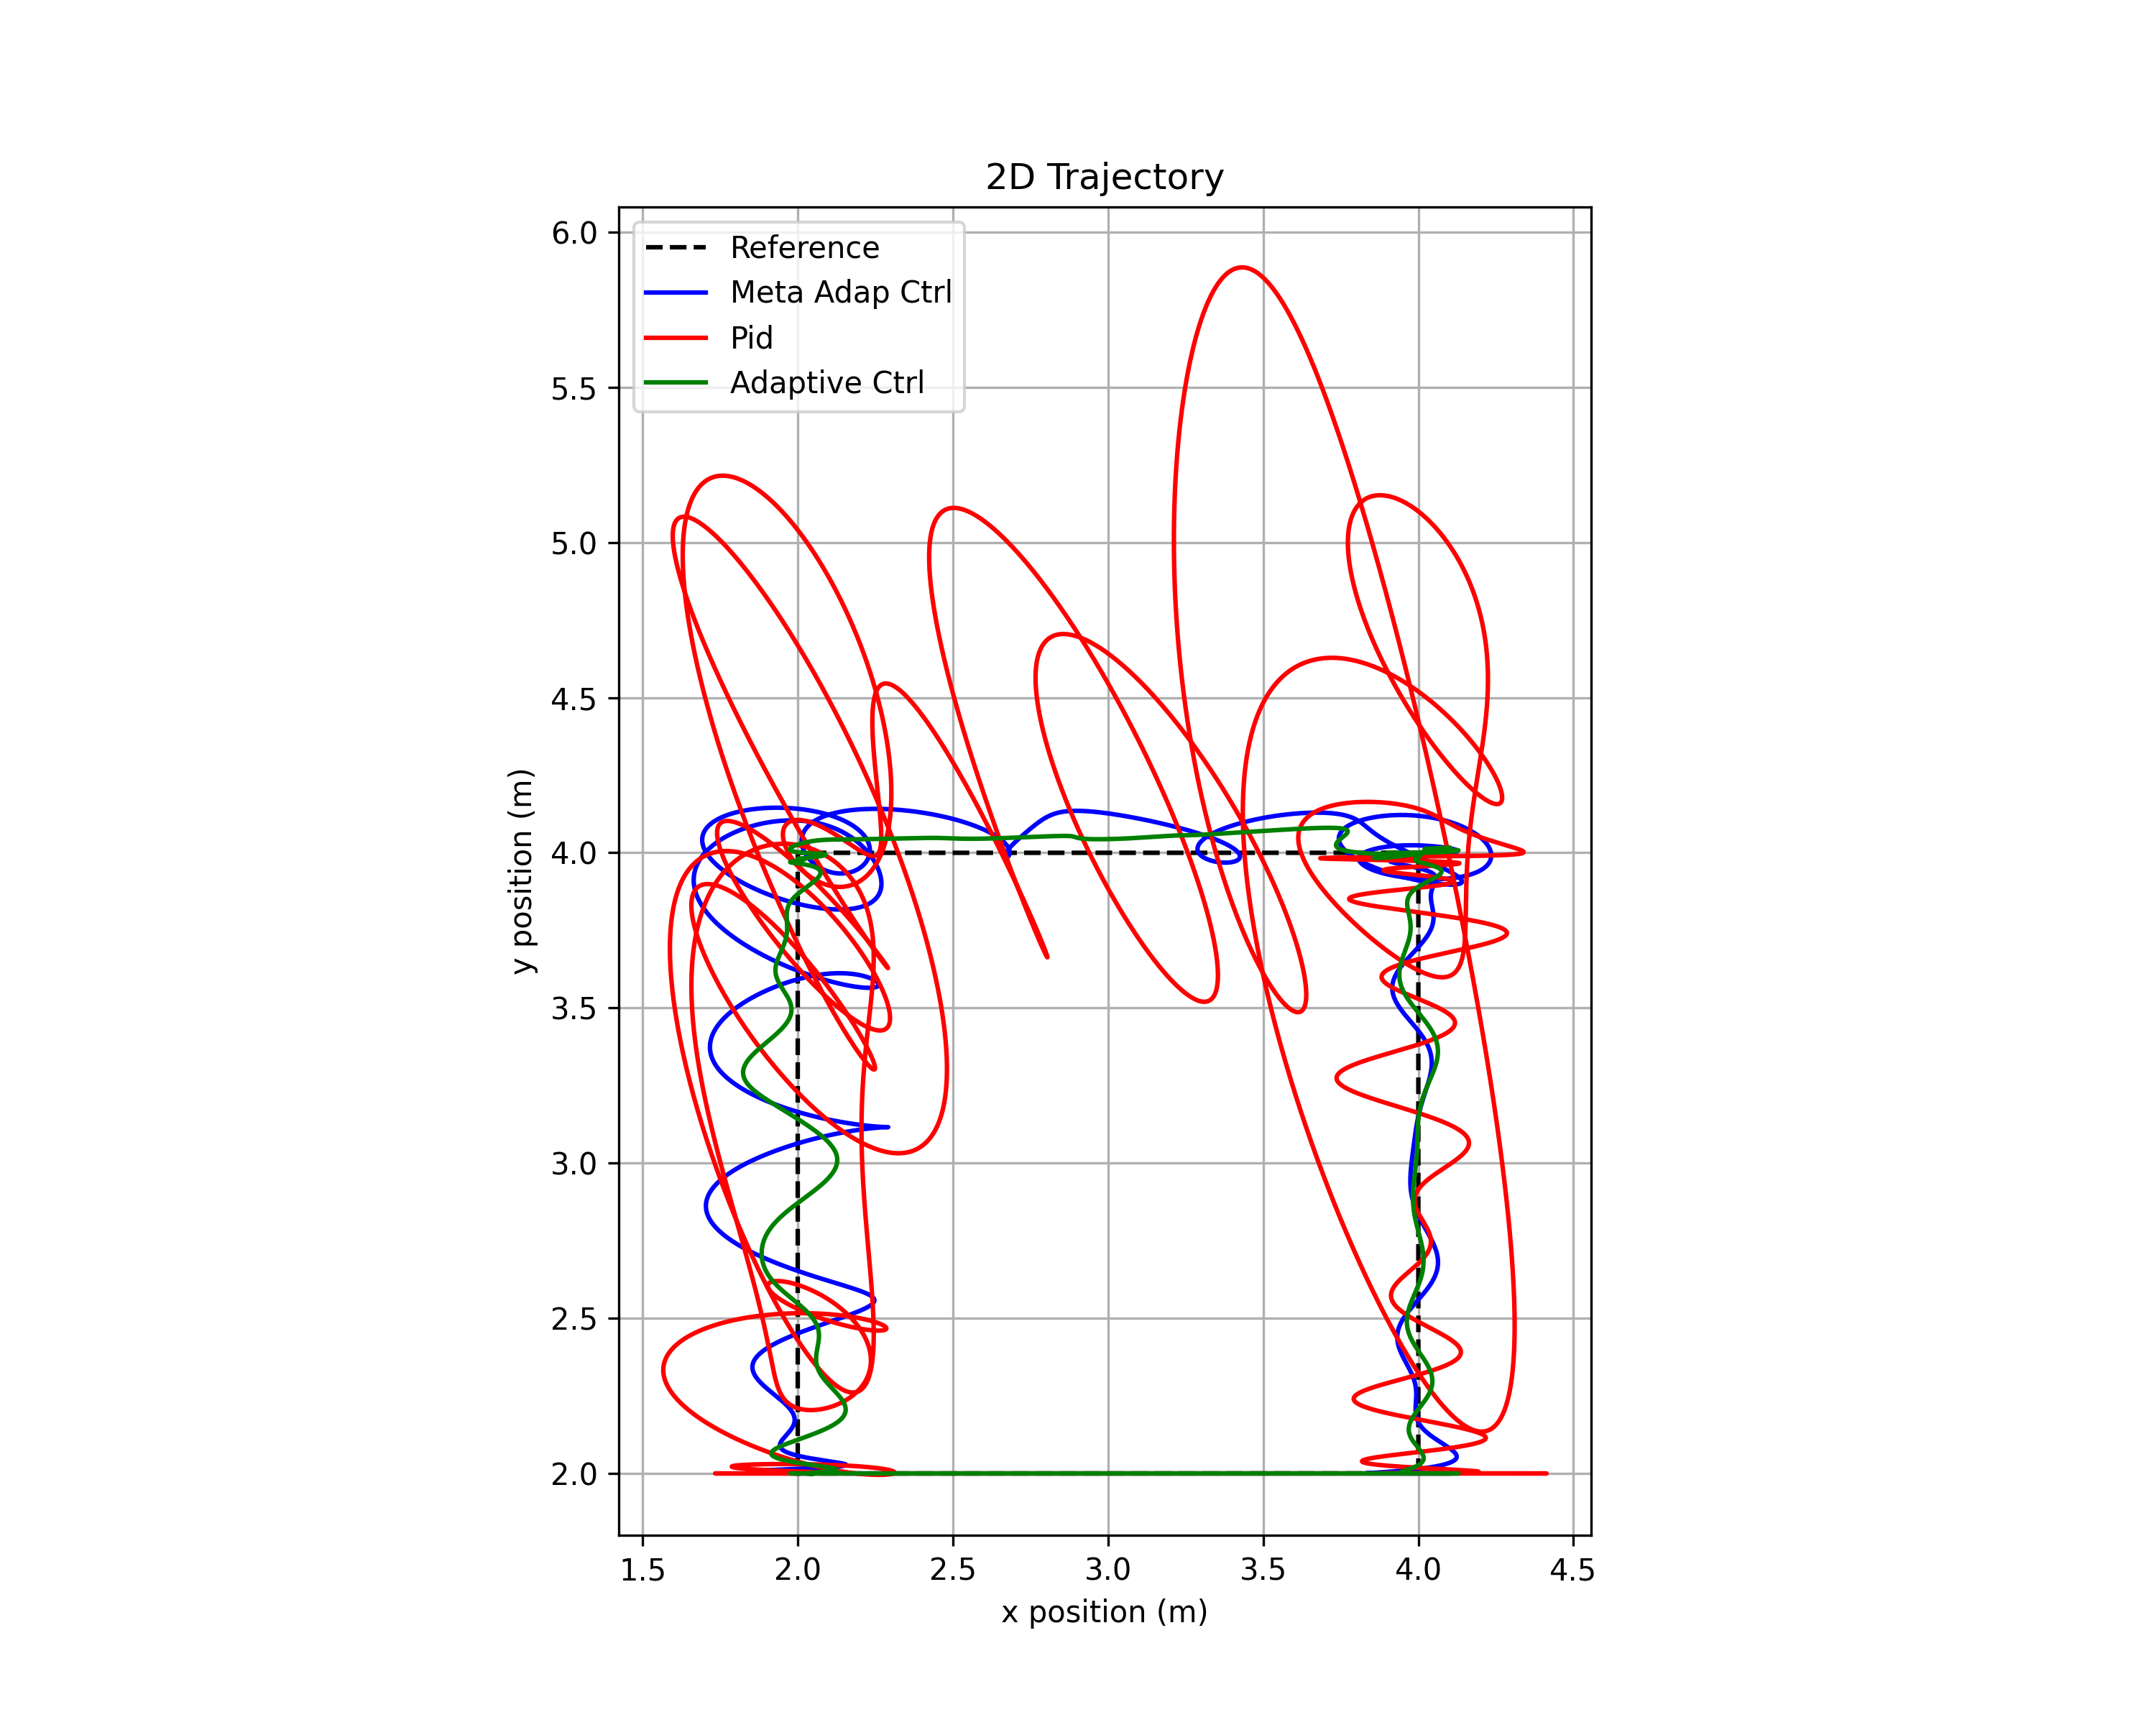 2D Trajectory
Reference
Meta Adap Ctrl
Pid
Adaptive Ctrl
6.0
5.5
5.0
4.5
4.0
3.5
3.0
2.5
2.0
y position (m)
1.5 2.0 2.5 3.0 3.5 4.0 4.5
x position (m)